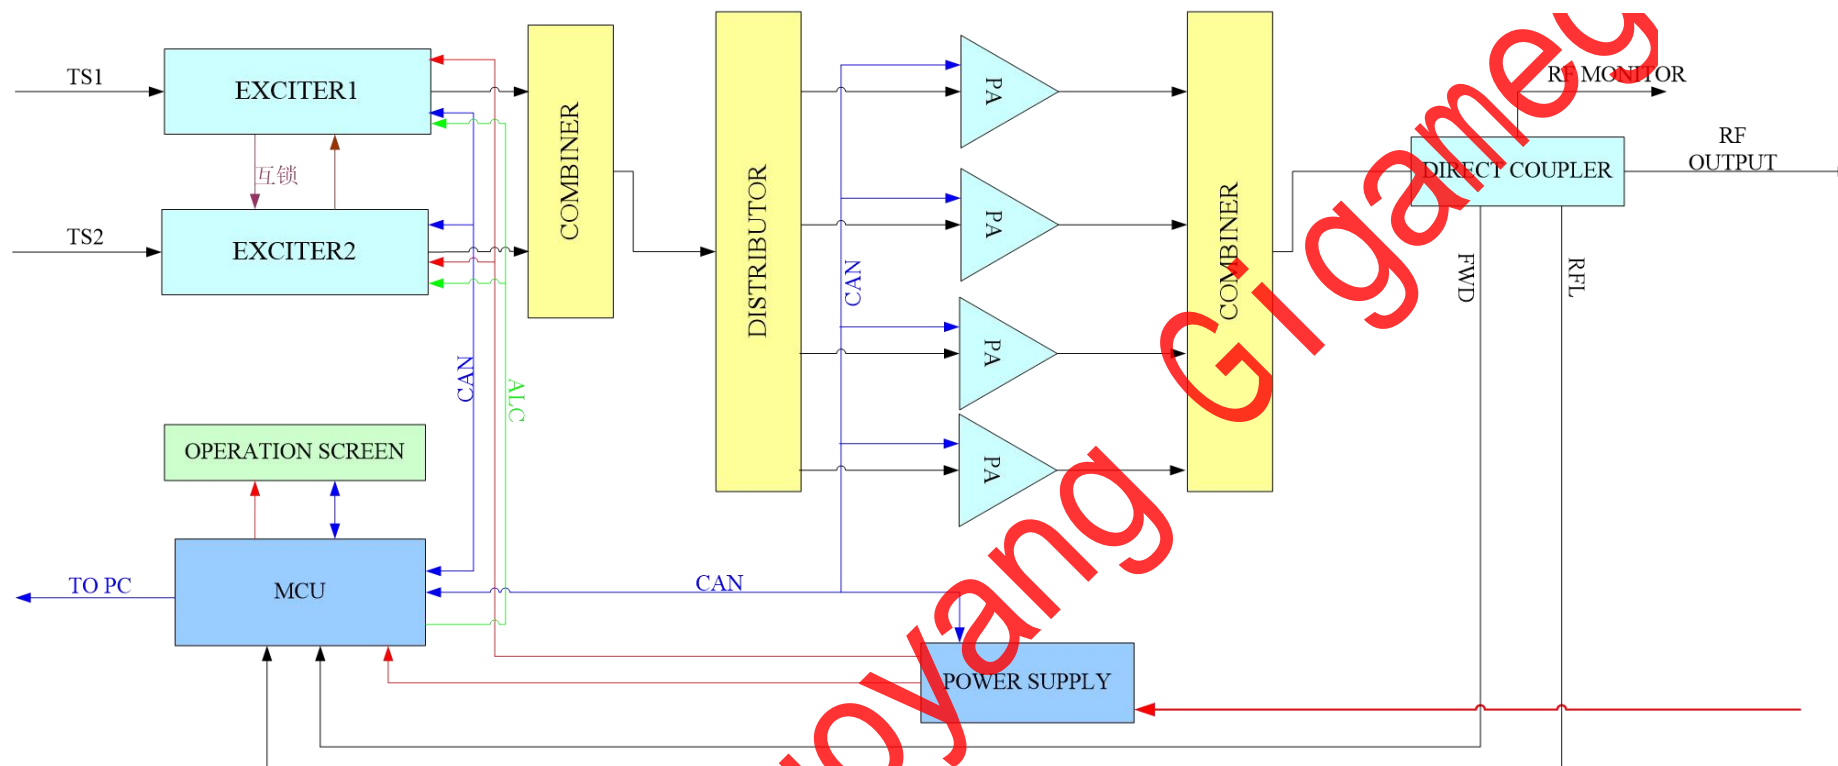 TS1
EXCITER1
互锁
TS2
EXCITER2
COMBINER
DISTRIBUTOR
CAN
PA
PA
PA
PA
COMBINER
RF MONITOR
DIRECT COUPLER
RF
OUTPUT
FWD
RFL
CAN
ALC
OPERATION SCREEN
MCU
TO PC
CAN
POWER SUPPLY
Gigameg